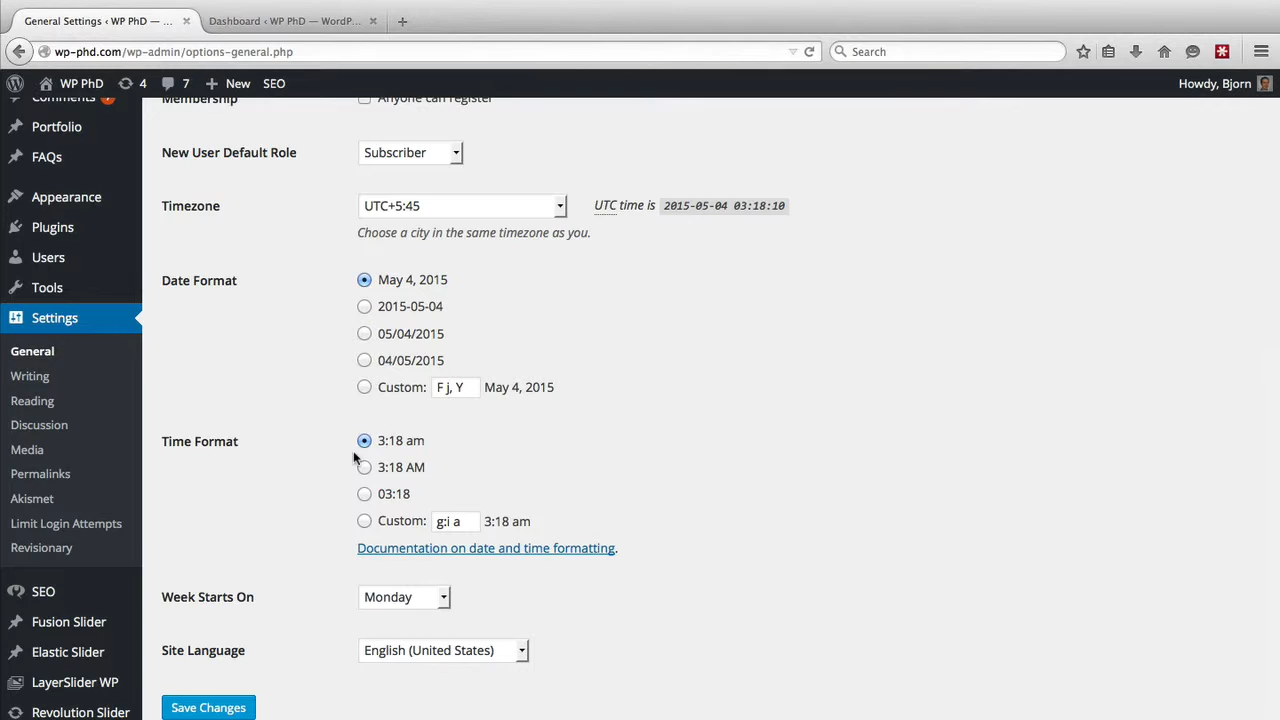 General Settings ‹ WP PhD — ...
Dashboard ‹ WP PhD — WordP...
wp-phd.com/wp-admin/options-general.php
Search
WP PhD
4
7
New
SEO
Howdy, Bjorn
Comments
Portfolio
FAQs
Appearance
Plugins
Users
Tools
Settings
General
Writing
Reading
Discussion
Media
Permalinks
Akismet
Limit Login Attempts
Revisionary
SEO
Fusion Slider
Elastic Slider
LayerSlider WP
Revolution Slider
Membership
Anyone can register
New User Default Role
Subscriber
Timezone
UTC+5:45
UTC time is 2015-05-04 03:18:10
Choose a city in the same timezone as you.
Date Format
May 4, 2015
2015-05-04
05/04/2015
04/05/2015
Custom: F j, Y May 4, 2015
Time Format
3:18 am
3:18 AM
03:18
Custom: g:i a 3:18 am
Documentation on date and time formatting.
Week Starts On
Monday
Site Language
English (United States)
Save Changes